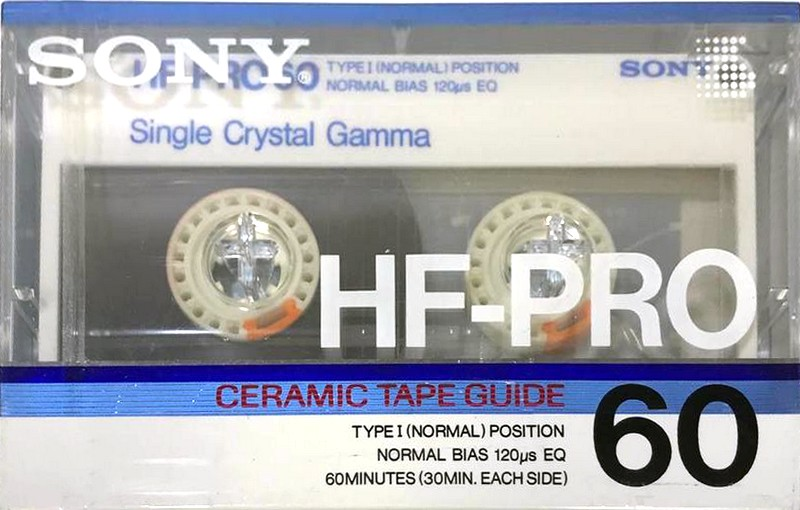 SONY®
HF-PRO 60 TYPE I (NORMAL) POSITION SONY
NORMAL BIAS 120µs EQ
Single Crystal Gamma
HF-PRO
CERAMIC TAPE GUIDE
60
TYPE I (NORMAL) POSITION
NORMAL BIAS 120µs EQ
60MINUTES (30MIN. EACH SIDE)